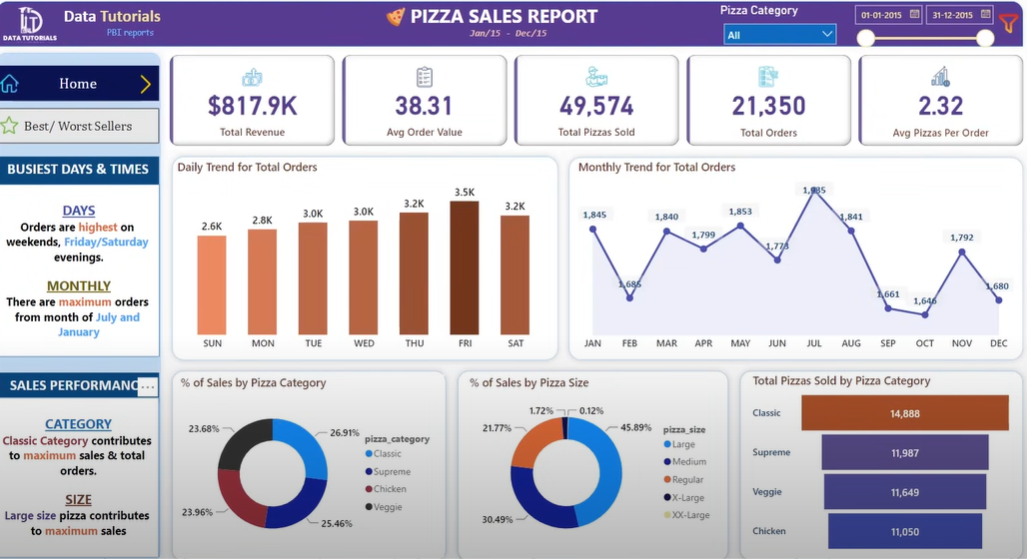 DATA TUTORIALS
Data Tutorials
PBI reports
PIZZA SALES REPORT
Jan/15 - Dec/15
Pizza Category
All
01-01-2015
31-12-2015
Home
Best/ Worst Sellers
BUSIEST DAYS & TIMES
DAYS
Orders are highest on
weekends, Friday/Saturday
evenings.
MONTHLY
There are maximum orders
from month of July and
January
SALES PERFORMANC
...
CATEGORY
Classic Category contributes
to maximum sales & total
orders.
SIZE
Large size pizza contributes
to maximum sales
$817.9K
Total Revenue
38.31
Avg Order Value
49,574
Total Pizzas Sold
21,350
Total Orders
2.32
Avg Pizzas Per Order
Daily Trend for Total Orders
2.6K
2.8K
3.0K
3.0K
3.2K
3.5K
3.2K
SUN MON TUE WED THU FRI SAT
Monthly Trend for Total Orders
1,845
1,685
1,840
1,799
1,853
1,773
1,935
1,841
1,661
1,646
1,792
1,680
JAN FEB MAR APR MAY JUN JUL AUG SEP OCT NOV DEC
% of Sales by Pizza Category
23.68%
26.91%
23.96%
25.46%
pizza_category
Classic
Supreme
Chicken
Veggie
% of Sales by Pizza Size
1.72%
0.12%
21.77%
45.89%
30.49%
pizza_size
Large
Medium
Regular
X-Large
XX-Large
Total Pizzas Sold by Pizza Category
Classic 14,888
Supreme 11,987
Veggie 11,649
Chicken 11,050